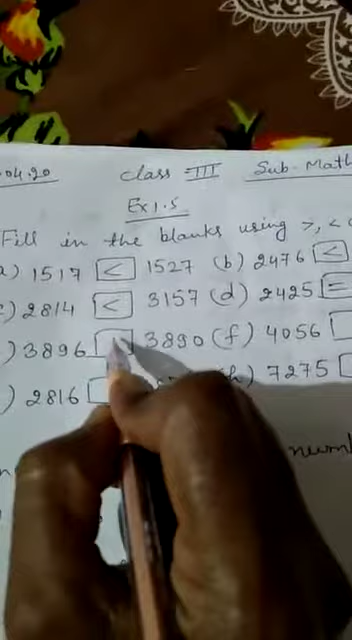 .04.20 Class III Sub. Math
Ex 1.5
Fill in the blanks using >, <
a) 1517 < 1527 (b) 2476 <
c) 2814 < 3157 (d) 2425 =
) 3896 3890 (f) 4056
) 2816 h) 7275